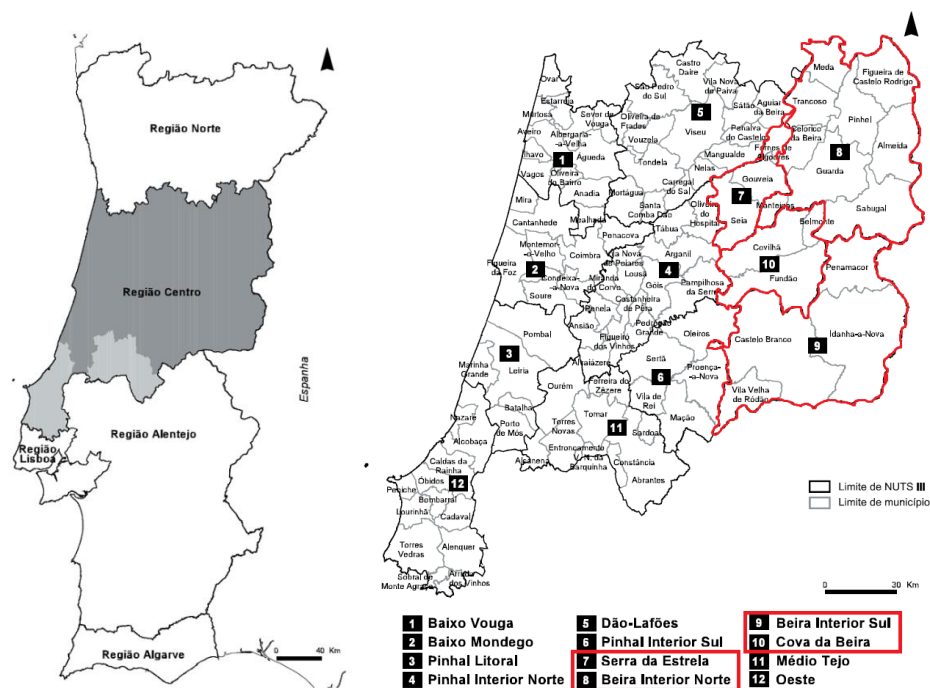 Região Norte
Região Centro
Espanha
Região Alentejo
Região
Lisboa
Região Algarve
0 40 Km
Ovar
Estarreja
Murtosa
Sever do
Vouga
Albergaria-
a-Velha
Aveiro
Ílhavo
1
Águeda
Vagos
Oliveira
do Bairro
Anadia
Mira
Mealhada
Cantanhede
Castro
Daire
Vila Nova
de Paiva
São Pedro
do Sul
5
Sátão
Aguiar
da Beira
Oliveira de
Frades
Viseu
Vouzela
Penalva
do Castelo
Fornos de
Algodres
Mangualde
Tondela
Nelas
Carregal
do Sal
Mortágua
Santa
Comba Dão
Oliveira
do
Hospital
Tábua
Penacova
Meda
Figueira de
Castelo Rodrigo
Trancoso
Pinhel
Celorico
da Beira
8
Almeida
Guarda
Gouveia
7
Manteigas
Seia
Sabugal
Belmonte
Covilhã
10
Fundão
Penamacor
Montemor-
o-Velho
Coimbra
Figueira
da Foz
2
Condeixa-
a-Nova
Soure
Vila Nova
de Poiares
Arganil
Lousã
4
Miranda
do Corvo
Góis
Pampilhosa
da Serra
Penela
Castanheira
de Pêra
Pedrógão
Grande
Ansião
Figueiró
dos Vinhos
Alvaiázere
Oleiros
Castelo Branco
Idanha-a-Nova
9
Pombal
3
Leiria
Marinha
Grande
Sertã
Proença-
a-Nova
6
Vila de
Rei
Vila Velha
de Ródão
Mação
Ourém
Ferreira do
Zêzere
Batalha
Tomar
Nazaré
Porto
de Mós
Torres
Novas
11
Sardoal
Alcobaça
Entroncamento
V. N. da
Barquinha
Alcanena
Constância
Abrantes
Caldas da
Rainha
Óbidos
12
Peniche
Bombarral
Lourinhã
Cadaval
Torres
Vedras
Alenquer
Sobral de
Monte Agraço
Arruda
dos Vinhos
Limite de NUTS III
Limite de município
0 30 Km
1 Baixo Vouga
2 Baixo Mondego
3 Pinhal Litoral
4 Pinhal Interior Norte
5 Dão-Lafões
6 Pinhal Interior Sul
7 Serra da Estrela
8 Beira Interior Norte
9 Beira Interior Sul
10 Cova da Beira
11 Médio Tejo
12 Oeste